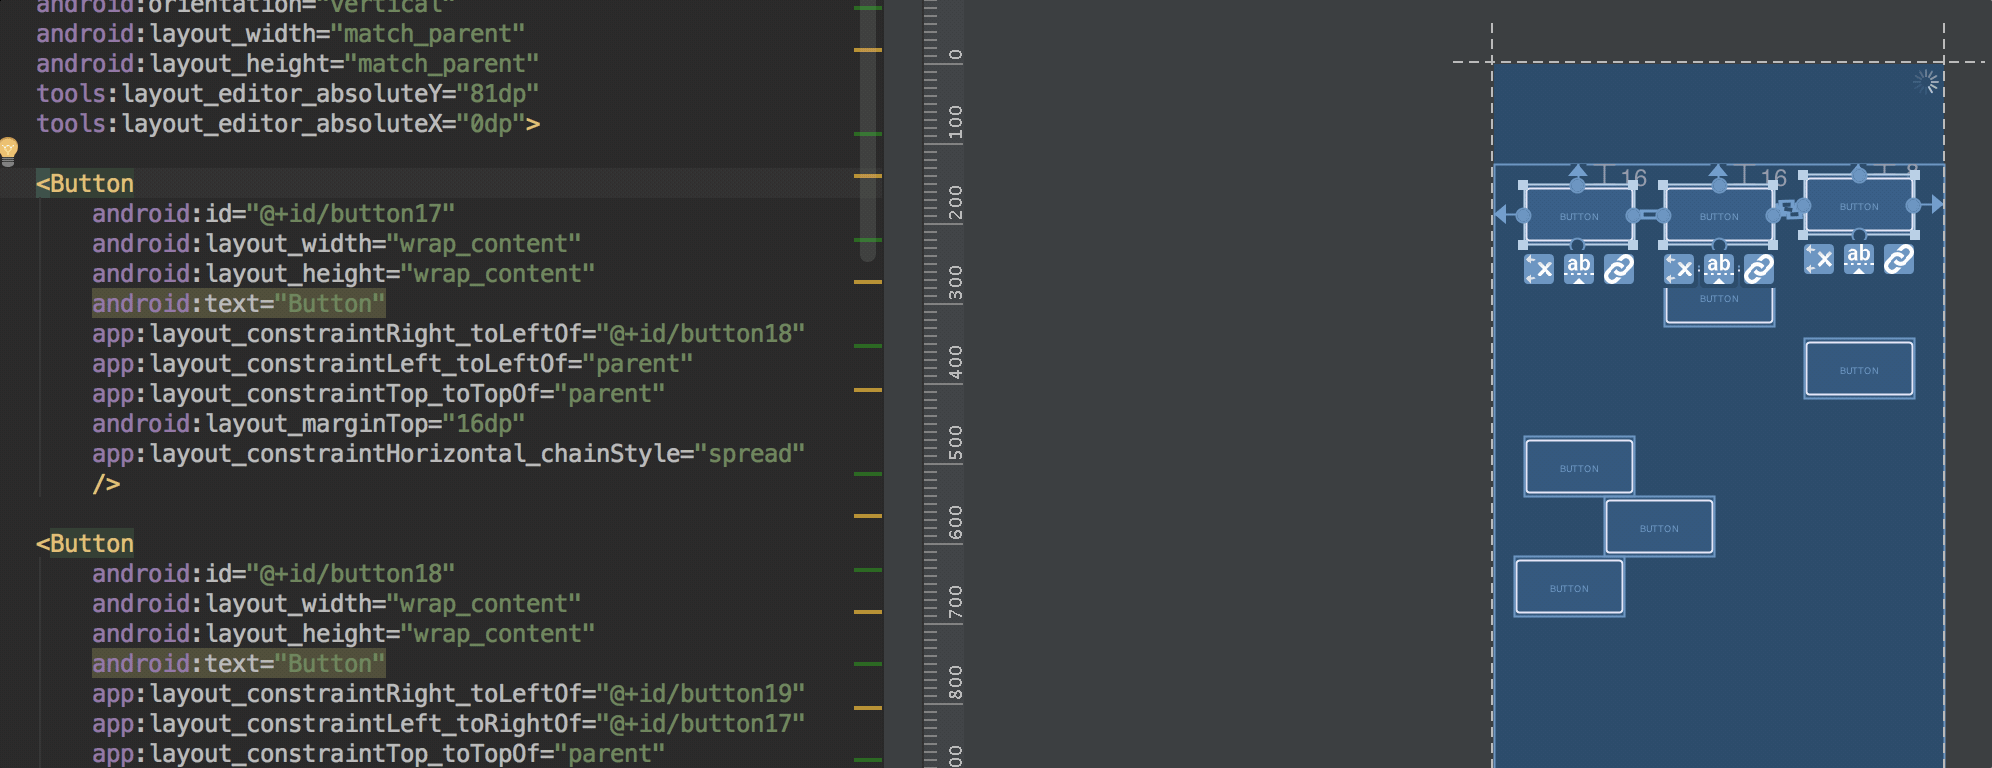 android:orientation="vertical"
android:layout_width="match_parent"
android:layout_height="match_parent"
tools:layout_editor_absoluteY="81dp"
tools:layout_editor_absoluteX="0dp">
<Button
android:id="@+id/button17"
android:layout_width="wrap_content"
android:layout_height="wrap_content"
android:text="Button"
app:layout_constraintRight_toLeftOf="@+id/button18"
app:layout_constraintLeft_toLeftOf="parent"
app:layout_constraintTop_toTopOf="parent"
android:layout_marginTop="16dp"
app:layout_constraintHorizontal_chainStyle="spread"
/>
<Button
android:id="@+id/button18"
android:layout_width="wrap_content"
android:layout_height="wrap_content"
android:text="Button"
app:layout_constraintRight_toLeftOf="@+id/button19"
app:layout_constraintLeft_toRightOf="@+id/button17"
app:layout_constraintTop_toTopOf="parent"
0
100
200
300
400
500
600
700
800
16
16
8
BUTTON
BUTTON
BUTTON
ab
ab
ab
BUTTON
BUTTON
BUTTON
BUTTON
BUTTON